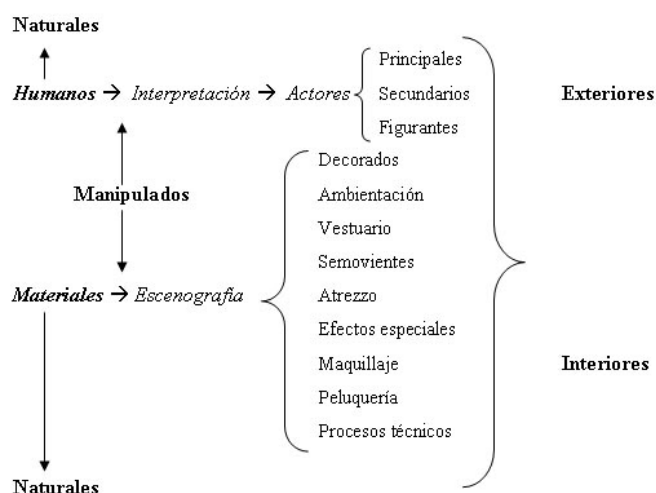 Naturales
Humanos → Interpretación → Actores
Principales
Secundarios
Figurantes
Exteriores
Manipulados
Materiales → Escenografía
Decorados
Ambientación
Vestuario
Semovientes
Atrezzo
Efectos especiales
Maquillaje
Peluquería
Procesos técnicos
Interiores
Naturales